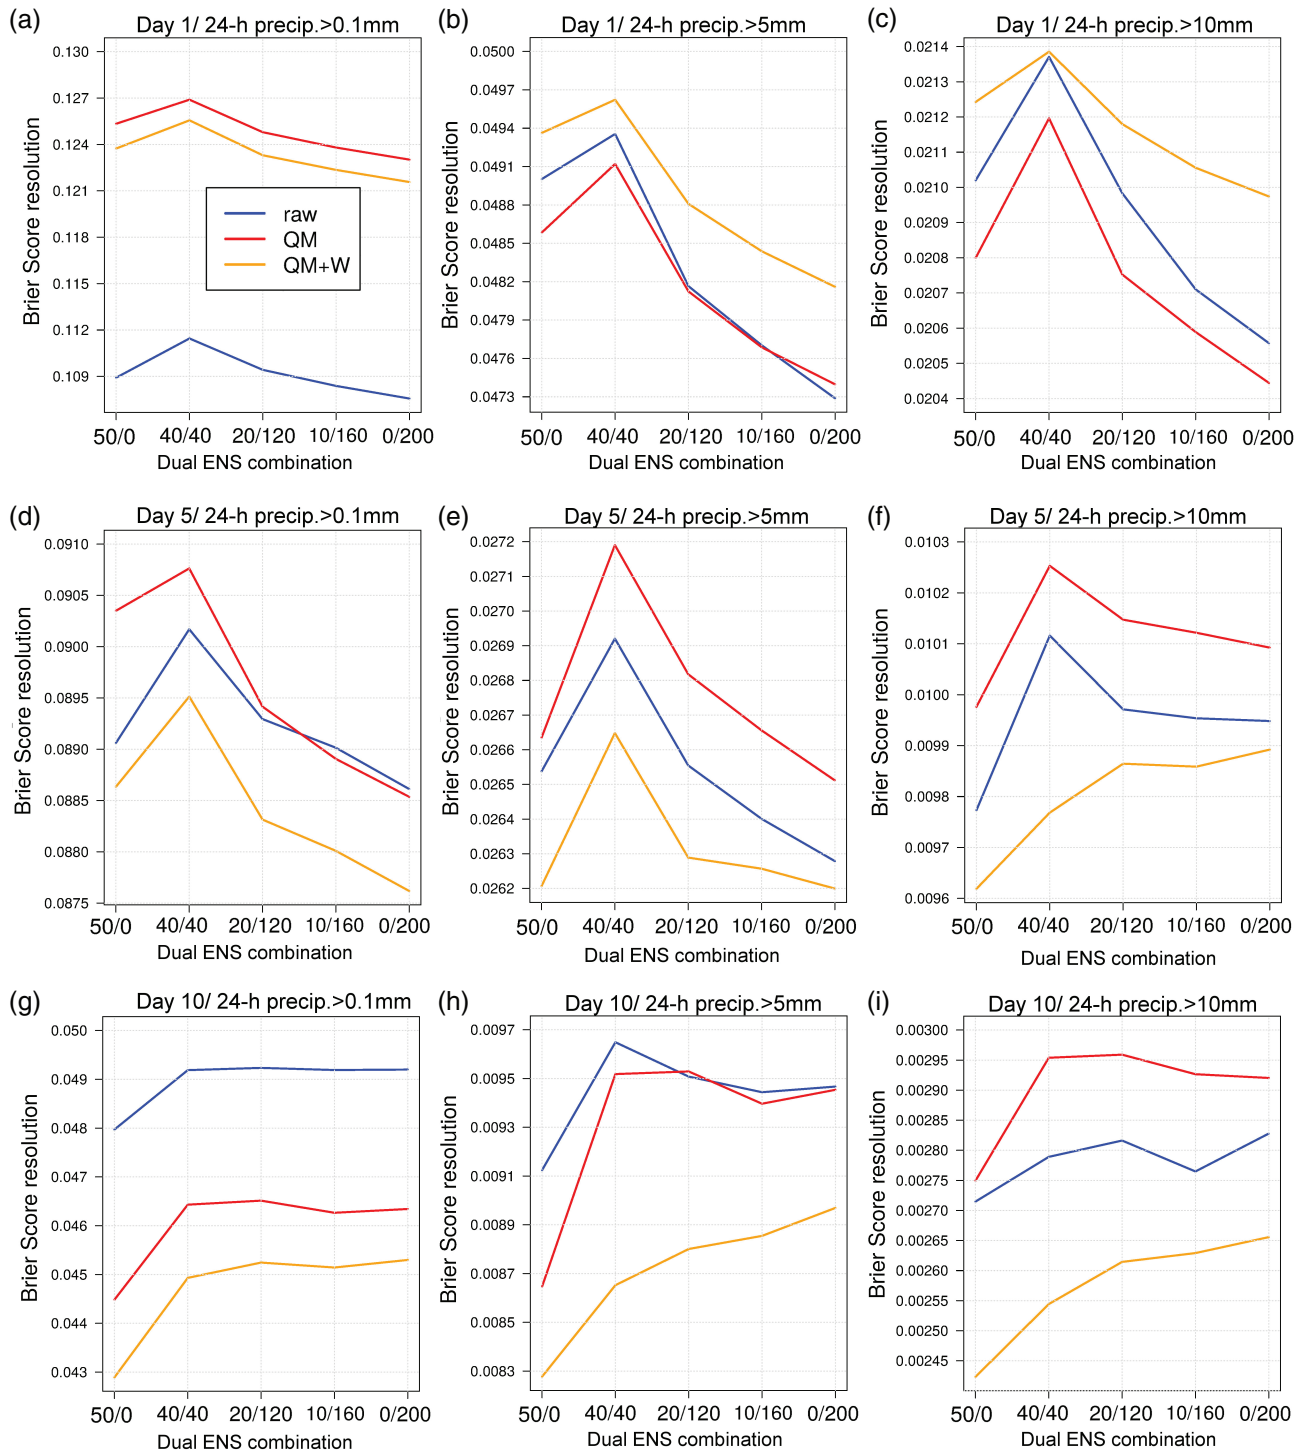 (a) Day 1/ 24-h precip.>0.1mm
Brier Score resolution
0.130
0.127
0.124
0.121
0.118
0.115
0.112
0.109
raw
QM
QM+W
50/0 40/40 20/120 10/160 0/200
Dual ENS combination
(b) Day 1/ 24-h precip.>5mm
Brier Score resolution
0.0500
0.0497
0.0494
0.0491
0.0488
0.0485
0.0482
0.0479
0.0476
0.0473
50/0 40/40 20/120 10/160 0/200
Dual ENS combination
(c) Day 1/ 24-h precip.>10mm
Brier Score resolution
0.0214
0.0213
0.0212
0.0211
0.0210
0.0209
0.0208
0.0207
0.0206
0.0205
0.0204
50/0 40/40 20/120 10/160 0/200
Dual ENS combination
(d) Day 5/ 24-h precip.>0.1mm
Brier Score resolution
0.0910
0.0905
0.0900
0.0895
0.0890
0.0885
0.0880
0.0875
50/0 40/40 20/120 10/160 0/200
Dual ENS combination
(e) Day 5/ 24-h precip.>5mm
Brier Score resolution
0.0272
0.0271
0.0270
0.0269
0.0268
0.0267
0.0266
0.0265
0.0264
0.0263
0.0262
50/0 40/40 20/120 10/160 0/200
Dual ENS combination
(f) Day 5/ 24-h precip.>10mm
Brier Score resolution
0.0103
0.0102
0.0101
0.0100
0.0099
0.0098
0.0097
0.0096
50/0 40/40 20/120 10/160 0/200
Dual ENS combination
(g) Day 10/ 24-h precip.>0.1mm
Brier Score resolution
0.050
0.049
0.048
0.047
0.046
0.045
0.044
0.043
50/0 40/40 20/120 10/160 0/200
Dual ENS combination
(h) Day 10/ 24-h precip.>5mm
Brier Score resolution
0.0097
0.0095
0.0093
0.0091
0.0089
0.0087
0.0085
0.0083
50/0 40/40 20/120 10/160 0/200
Dual ENS combination
(i) Day 10/ 24-h precip.>10mm
Brier Score resolution
0.00300
0.00295
0.00290
0.00285
0.00280
0.00275
0.00270
0.00265
0.00260
0.00255
0.00250
0.00245
50/0 40/40 20/120 10/160 0/200
Dual ENS combination